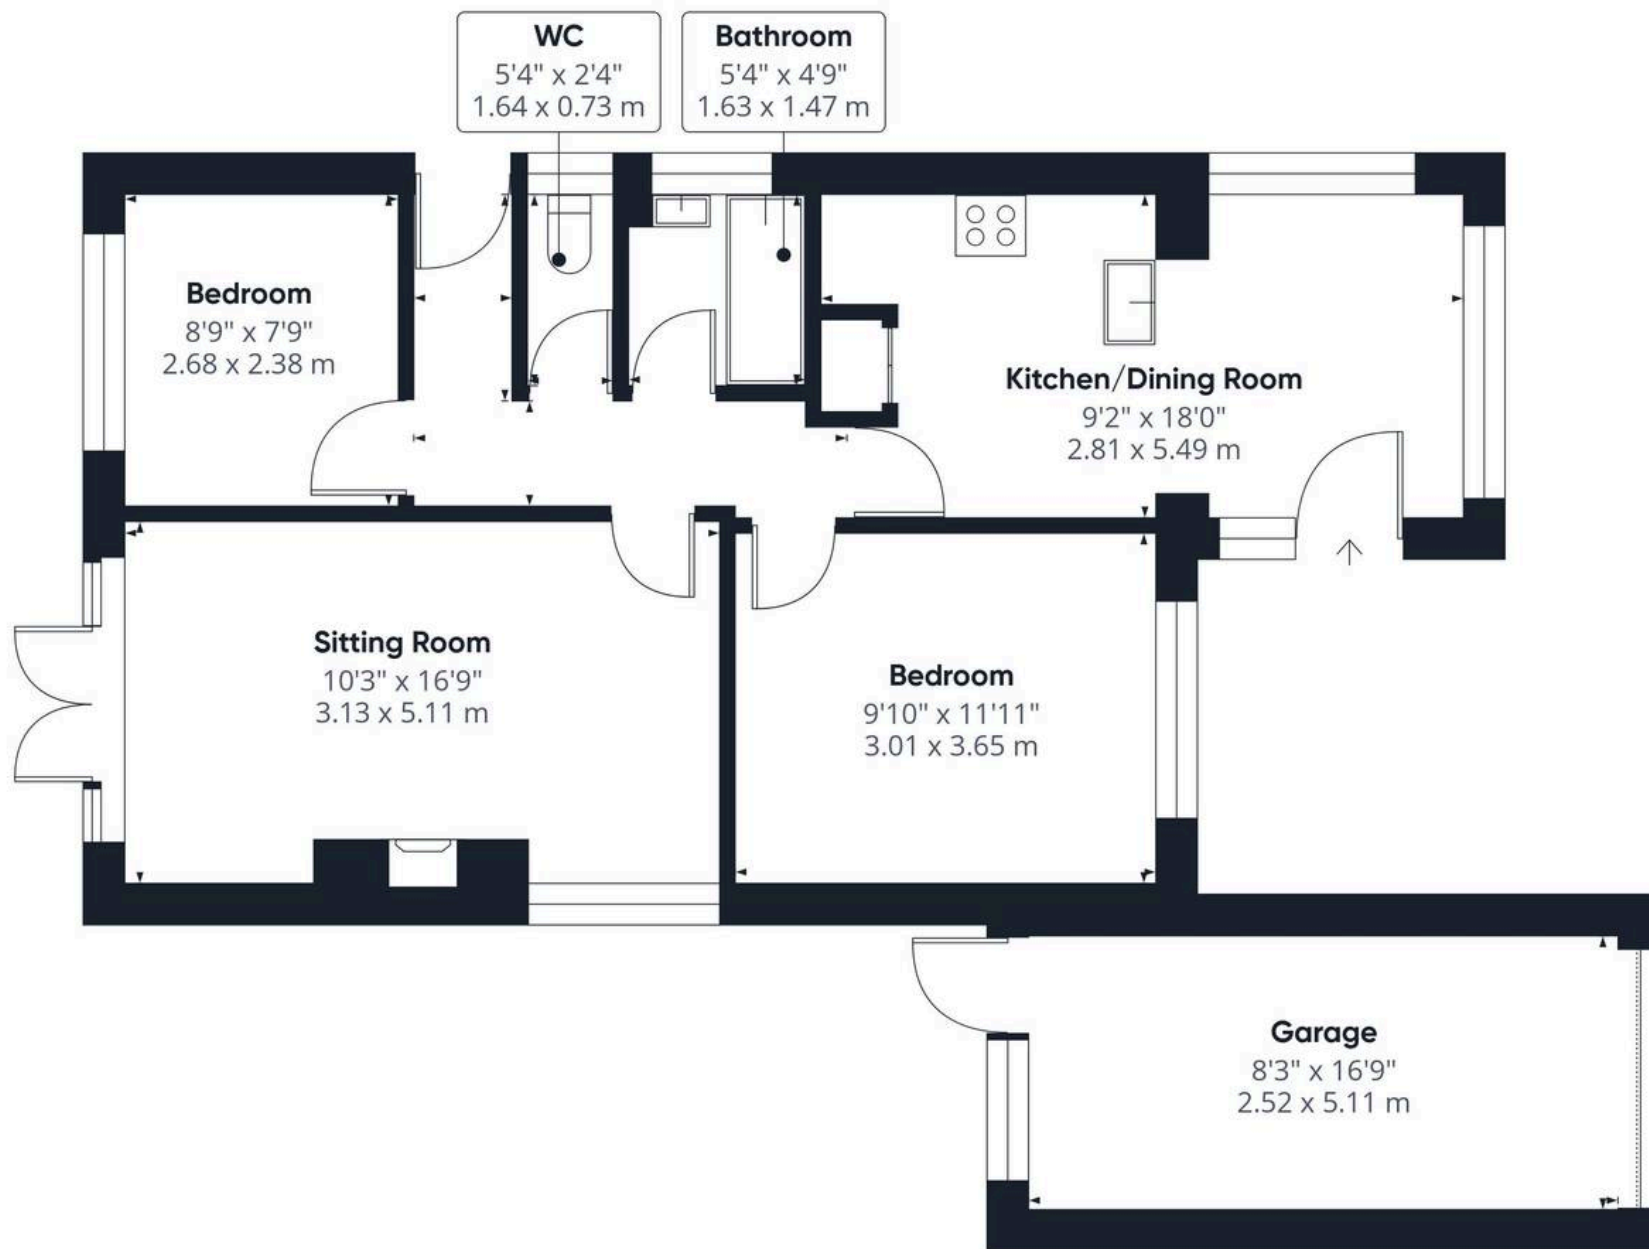 WC
5'4" x 2'4"
1.64 x 0.73 m
Bathroom
5'4" x 4'9"
1.63 x 1.47 m
Bedroom
8'9" x 7'9"
2.68 x 2.38 m
Kitchen/Dining Room
9'2" x 18'0"
2.81 x 5.49 m
Sitting Room
10'3" x 16'9"
3.13 x 5.11 m
Bedroom
9'10" x 11'11"
3.01 x 3.65 m
Garage
8'3" x 16'9"
2.52 x 5.11 m